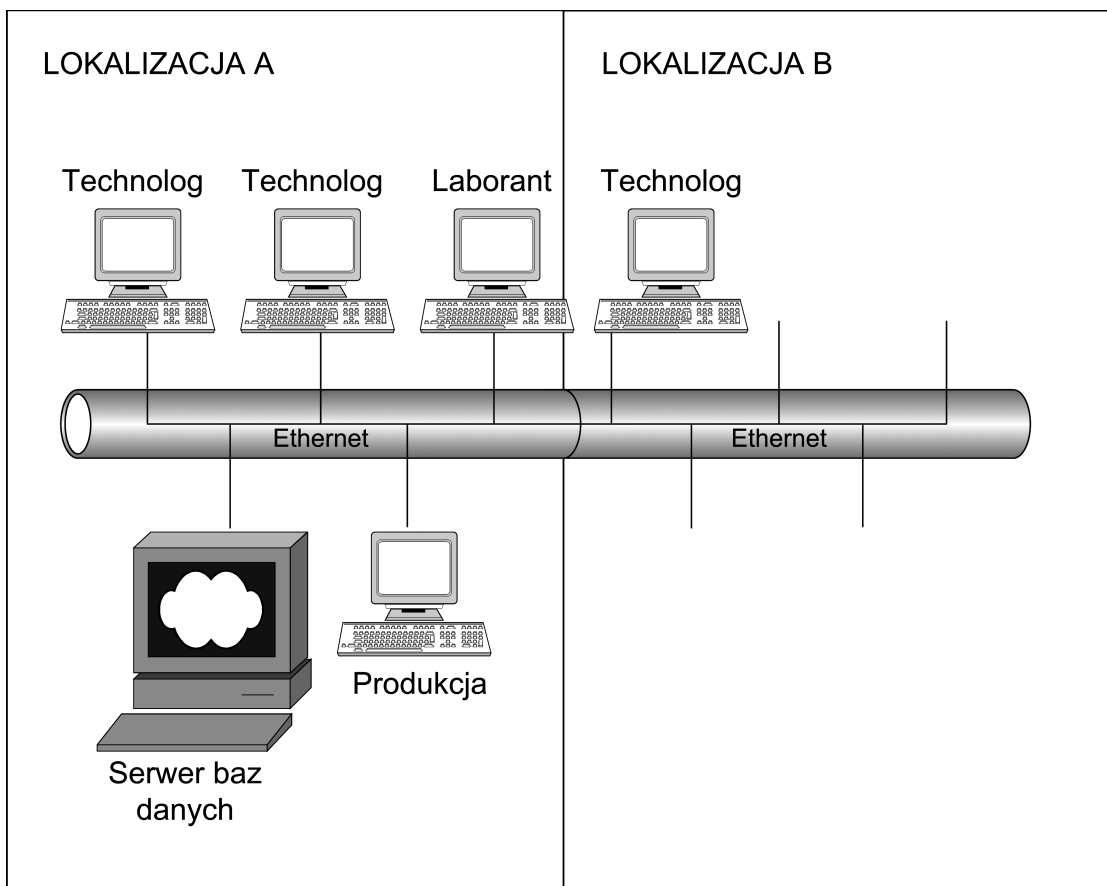 LOKALIZACJA A
LOKALIZACJA B
Technolog
Technolog
Laborant
Technolog
Ethernet
Ethernet
Produkcja
Serwer baz
danych